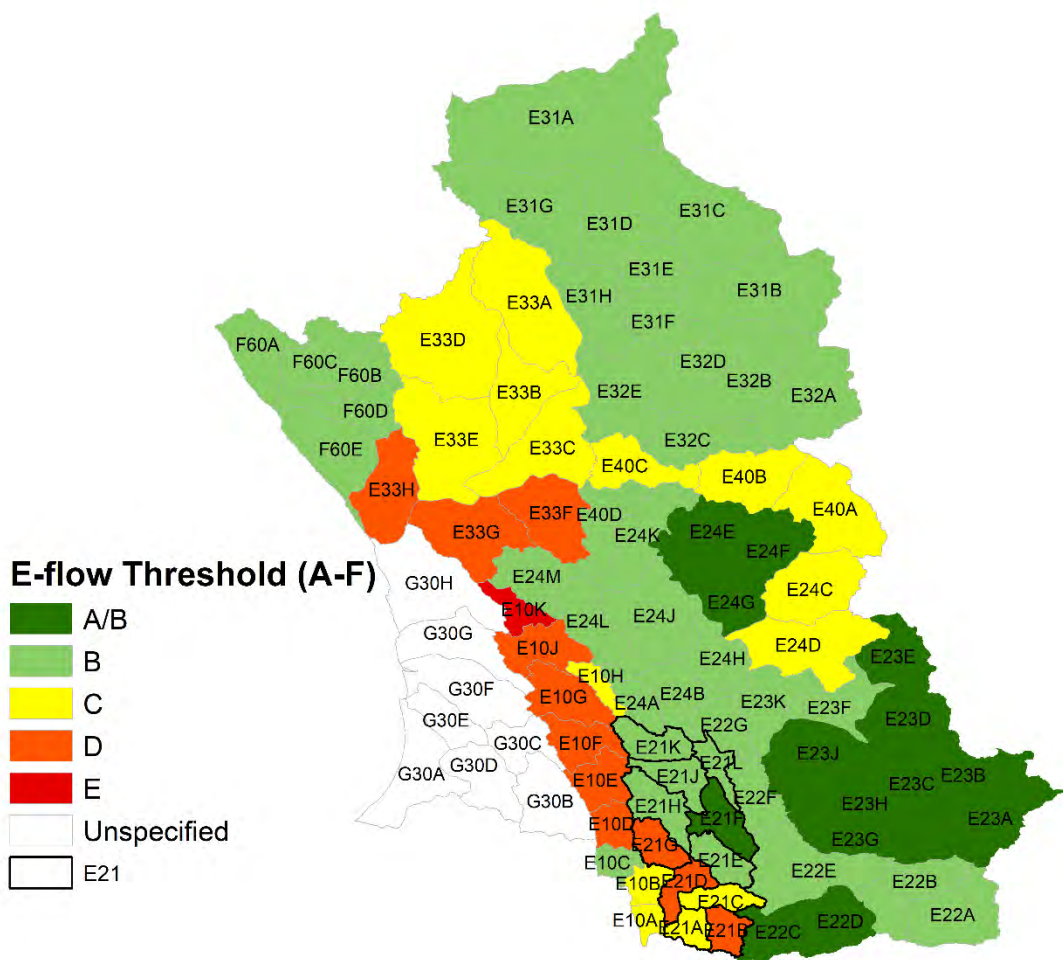 E31A
E31G
E31D
E31C
E31E
E31B
E31H
E33A
E31F
F60A
E33D
F60C
F60B
E32D
E32B
E33B
E32E
E32A
F60D
E33E
E33C
E32C
F60E
E40C
E40B
E33H
E40A
E33F
E40D
E33G
E24K
E24E
E24F
E-flow Threshold (A-F)
G30H
E24M
E24C
A/B
E10K
E24G
E24L
E24J
G30G
B
E10J
E24D
E24H
E23E
E10H
C
G30F
E10G
E24A
E24B
E23K
E23F
E23D
G30E
E22G
D
G30C
E10F
E21K
E23J
E21L
G30D
E21J
G30A
E10E
E23C
E23B
E
E22F
G30B
E21H
E23H
E10D
E21F
E23A
Unspecified
E21G
E23G
E21
E10C
E21E
E22E
E10B
E21D
E22B
E21C
E10A
E21A
E21B
E22C
E22D
E22A